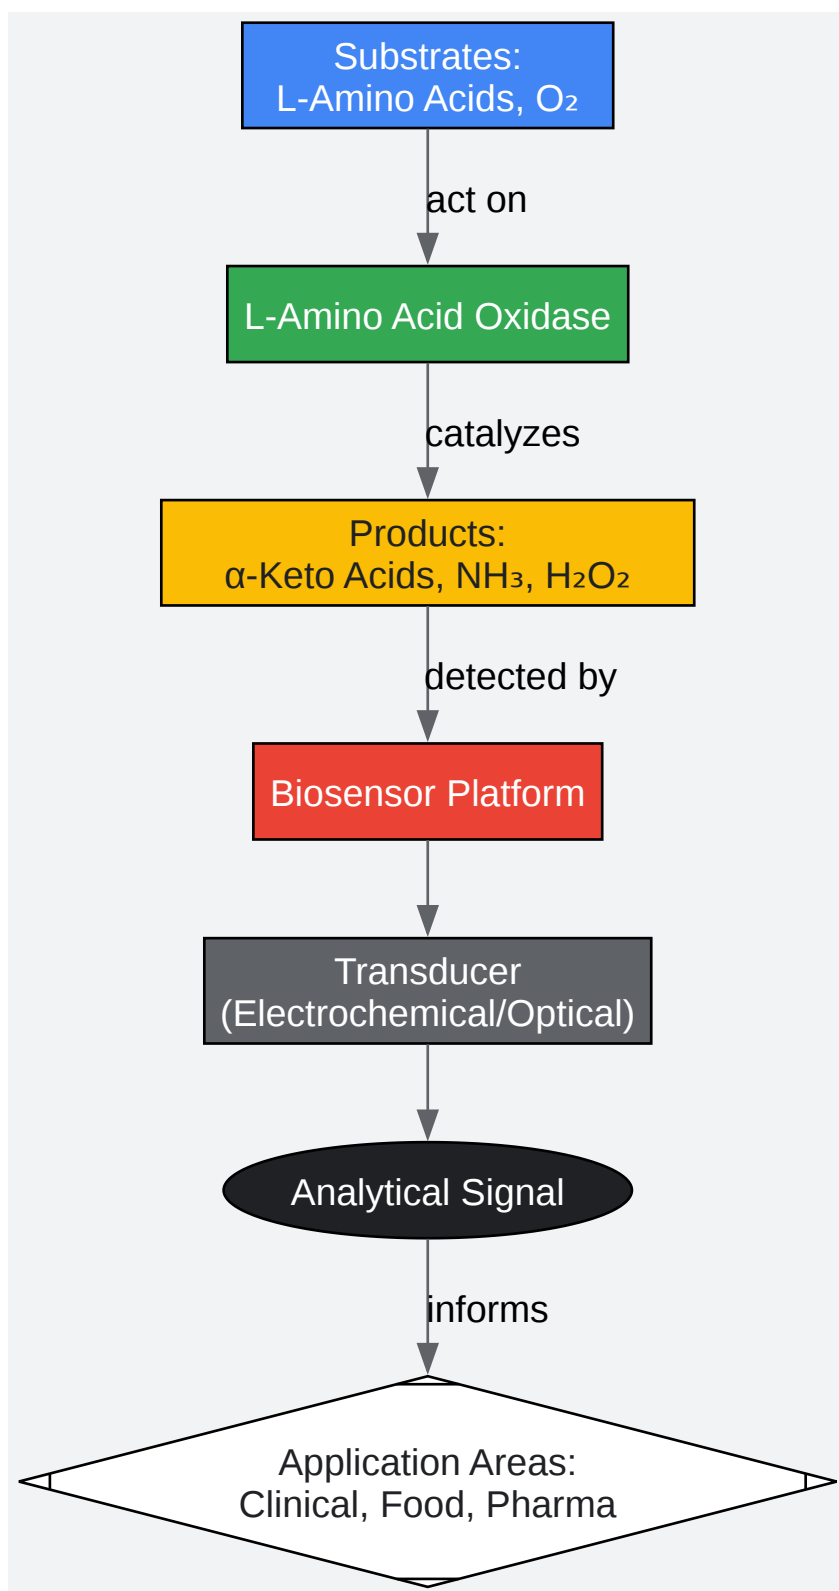 Substrates:
L-Amino Acids, O₂
act on
L-Amino Acid Oxidase
catalyzes
Products:
α-Keto Acids, NH₃, H₂O₂
detected by
Biosensor Platform
Transducer
(Electrochemical/Optical)
Analytical Signal
informs
Application Areas:
Clinical, Food, Pharma